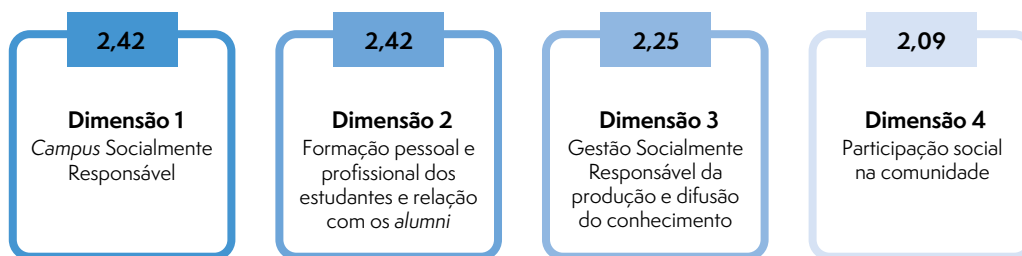 2,42
Dimensão 1
Campus Socialmente
Responsável
2,42
Dimensão 2
Formação pessoal e
profissional dos
estudantes e relação
com os alumni
2,25
Dimensão 3
Gestão Socialmente
Responsável da
produção e difusão
do conhecimento
2,09
Dimensão 4
Participação social
na comunidade